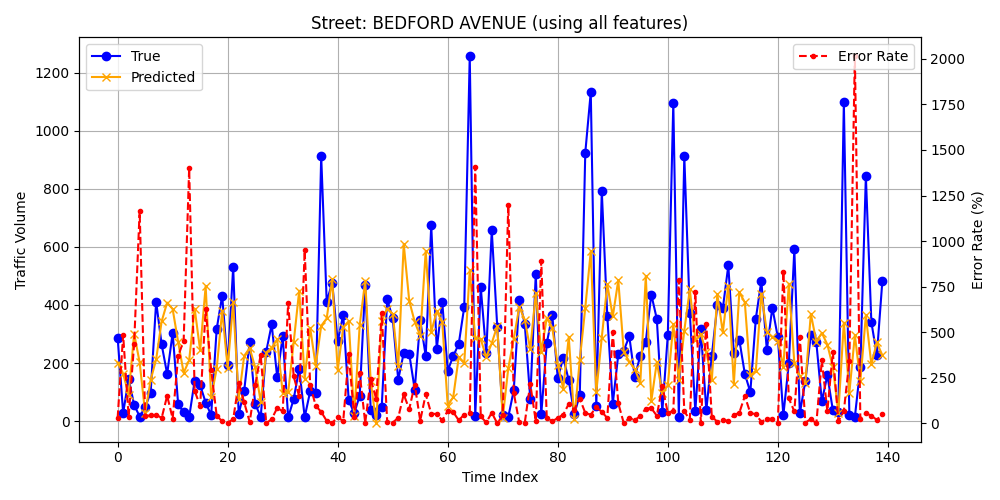 Street: BEDFORD AVENUE (using all features)
True
Predicted
Error Rate
Traffic Volume
0
200
400
600
800
1000
1200
Error Rate (%)
0
250
500
750
1000
1250
1500
1750
2000
0 20 40 60 80 100 120 140
Time Index